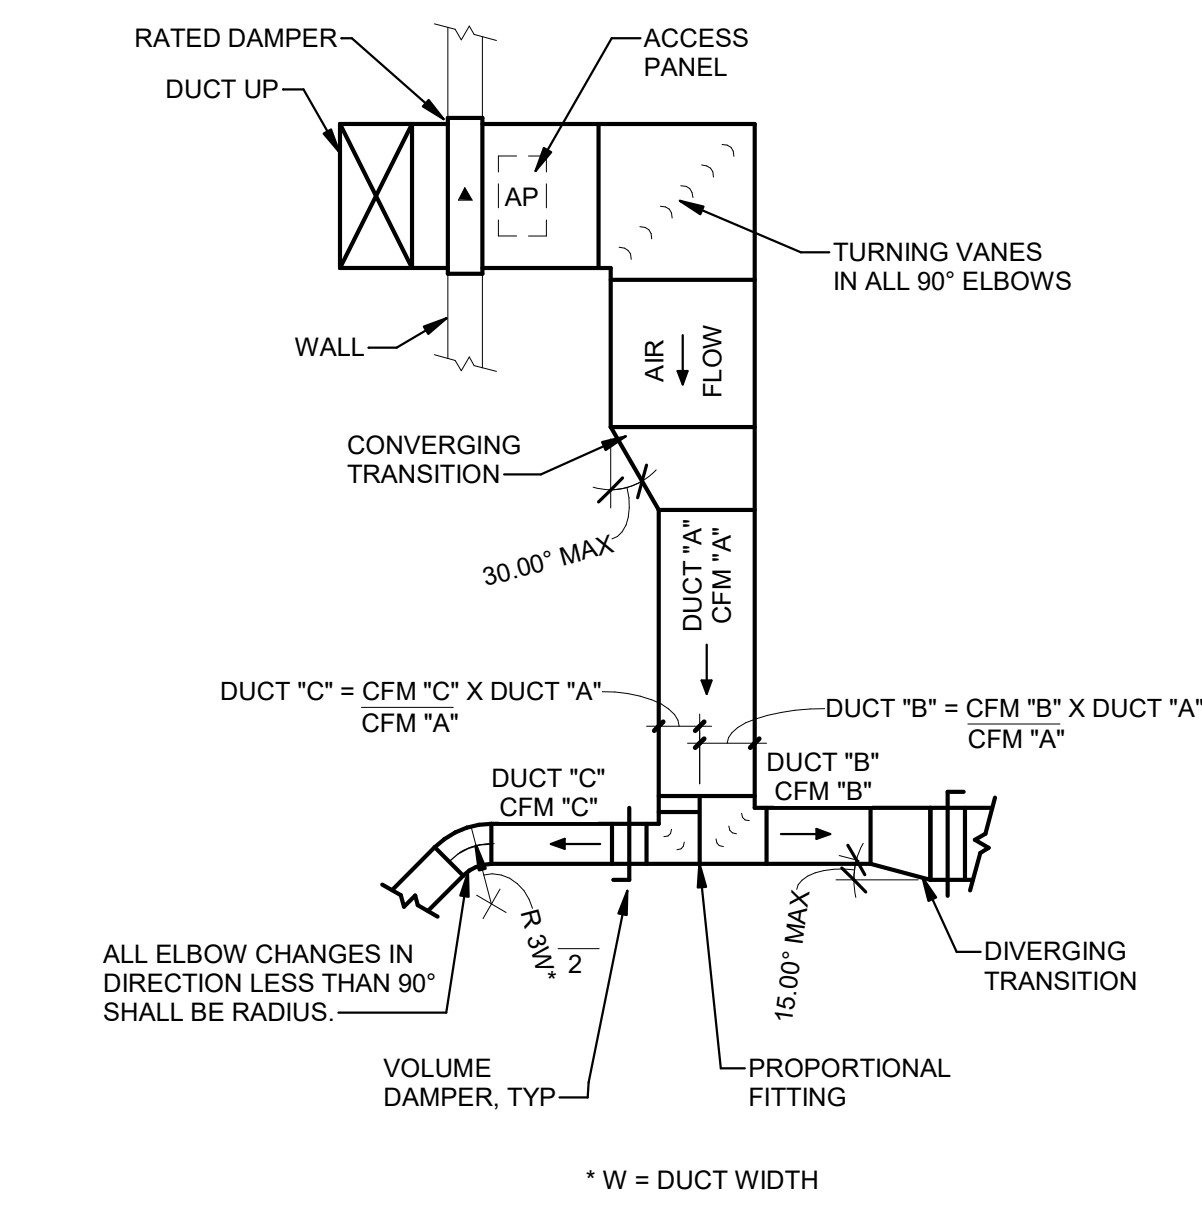 RATED DAMPER
ACCESS
PANEL
DUCT UP
AP
TURNING VANES
IN ALL 90° ELBOWS
WALL
AIR
FLOW
CONVERGING
TRANSITION
30.00° MAX
DUCT "A"
CFM "A"
DUCT "C" = CFM "C" X DUCT "A"
CFM "A"
DUCT "B" = CFM "B" X DUCT "A"
CFM "A"
DUCT "C"
CFM "C"
DUCT "B"
CFM "B"
R 3W*
2
15.00° MAX
ALL ELBOW CHANGES IN
DIRECTION LESS THAN 90°
SHALL BE RADIUS.
DIVERGING
TRANSITION
VOLUME
DAMPER, TYP
PROPORTIONAL
FITTING
* W = DUCT WIDTH